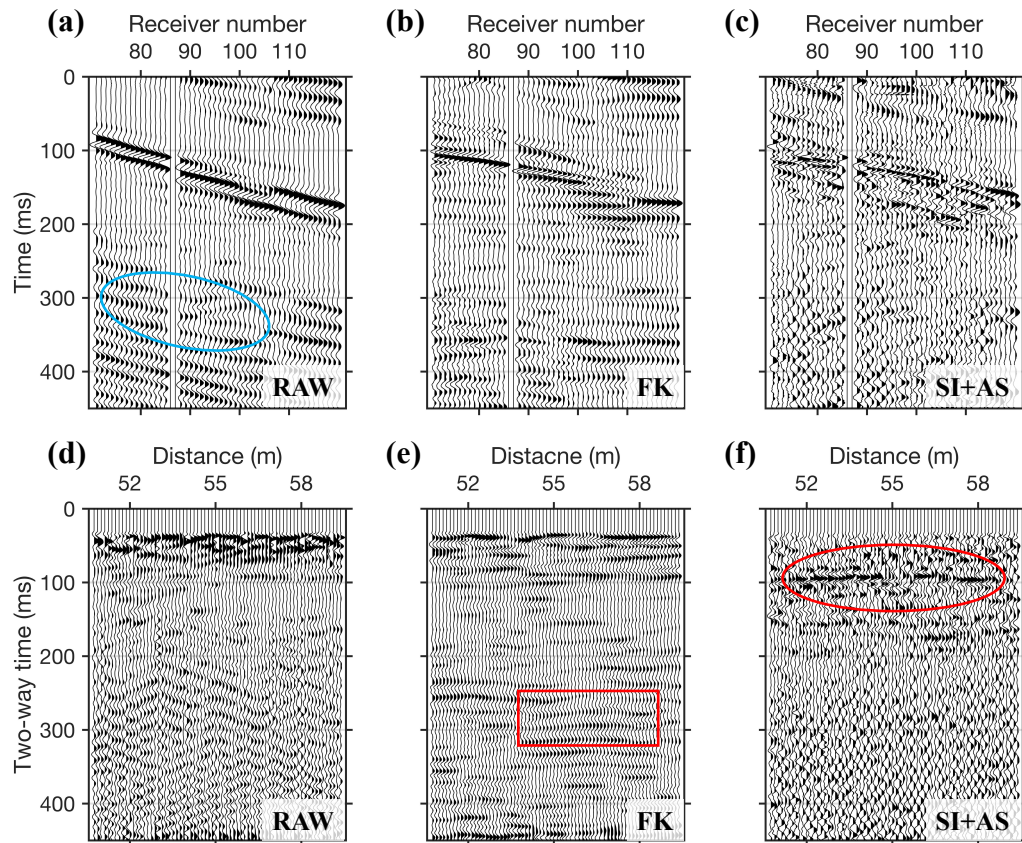 (a) Receiver number
80 90 100 110
(b) Receiver number
80 90 100 110
(c) Receiver number
80 90 100 110
Time (ms)
0
100
200
300
400
RAW
FK
SI+AS
(d) Distance (m)
52 55 58
(e) Distacne (m)
52 55 58
(f) Distance (m)
52 55 58
Two-way time (ms)
0
100
200
300
400
RAW
FK
SI+AS